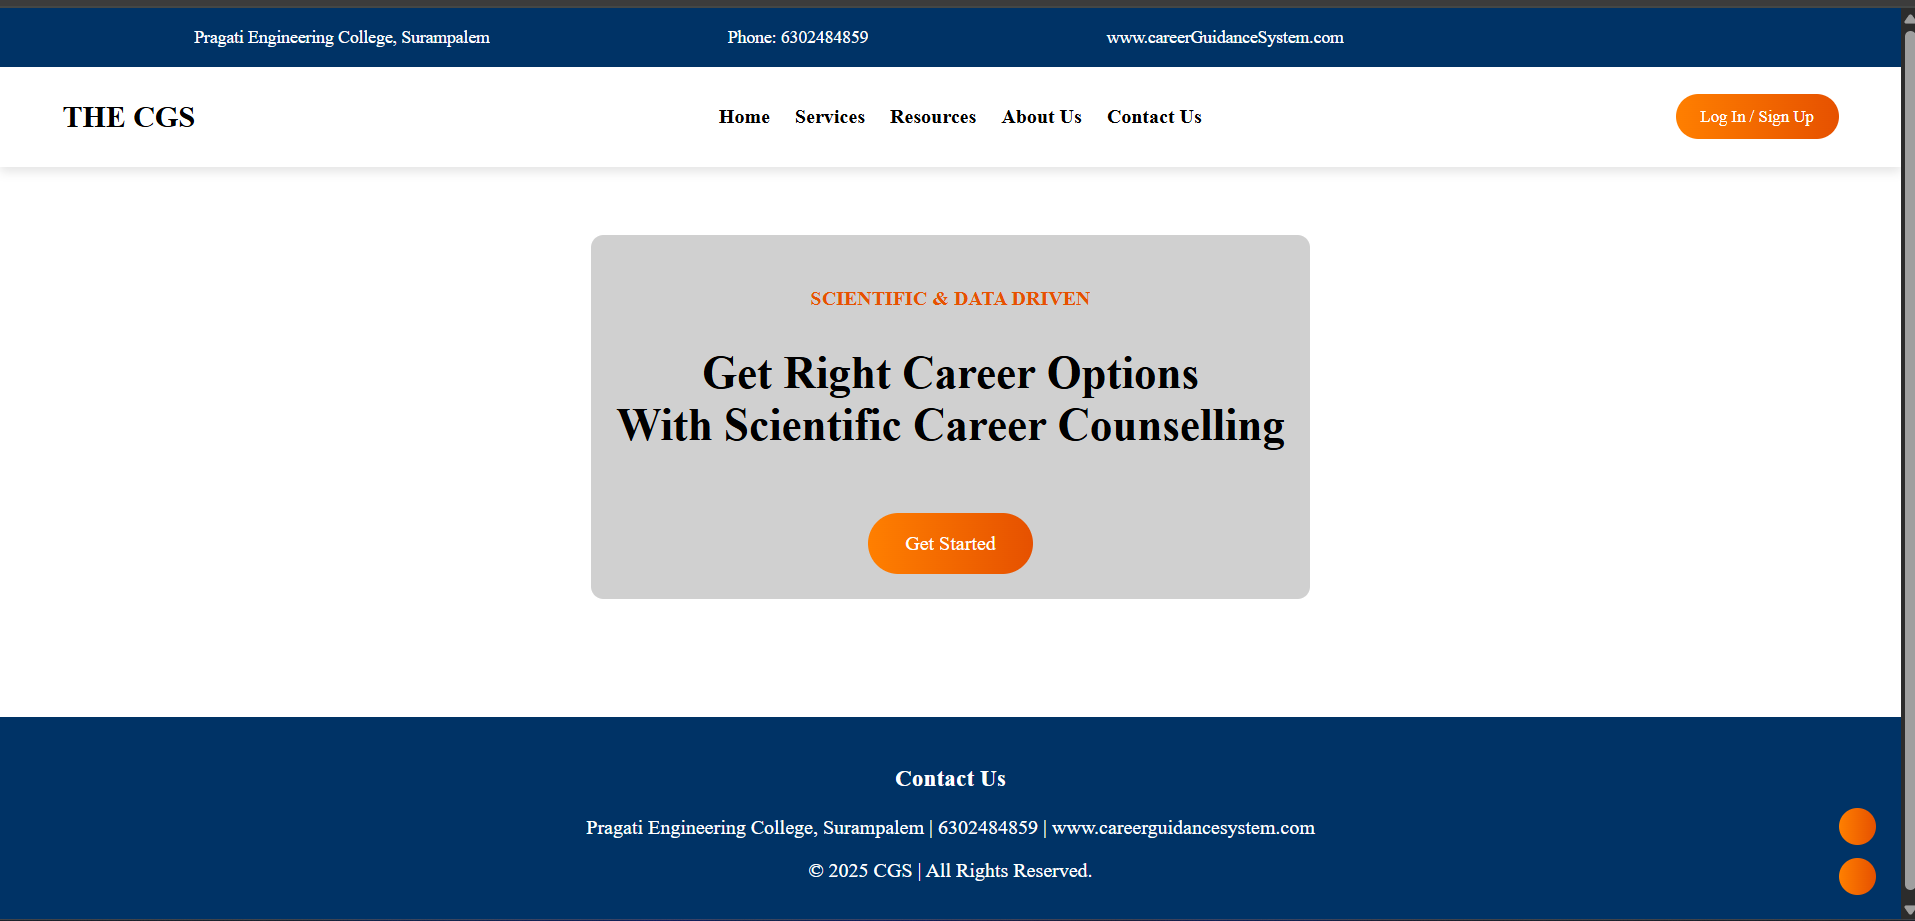 Pragati Engineering College, Surampalem Phone: 6302484859 www.careerGuidanceSystem.com
THE CGS Home Services Resources About Us Contact Us Log In / Sign Up
SCIENTIFIC & DATA DRIVEN
Get Right Career Options
With Scientific Career Counselling
Get Started
Contact Us
Pragati Engineering College, Surampalem | 6302484859 | www.careerguidancesystem.com
© 2025 CGS | All Rights Reserved.